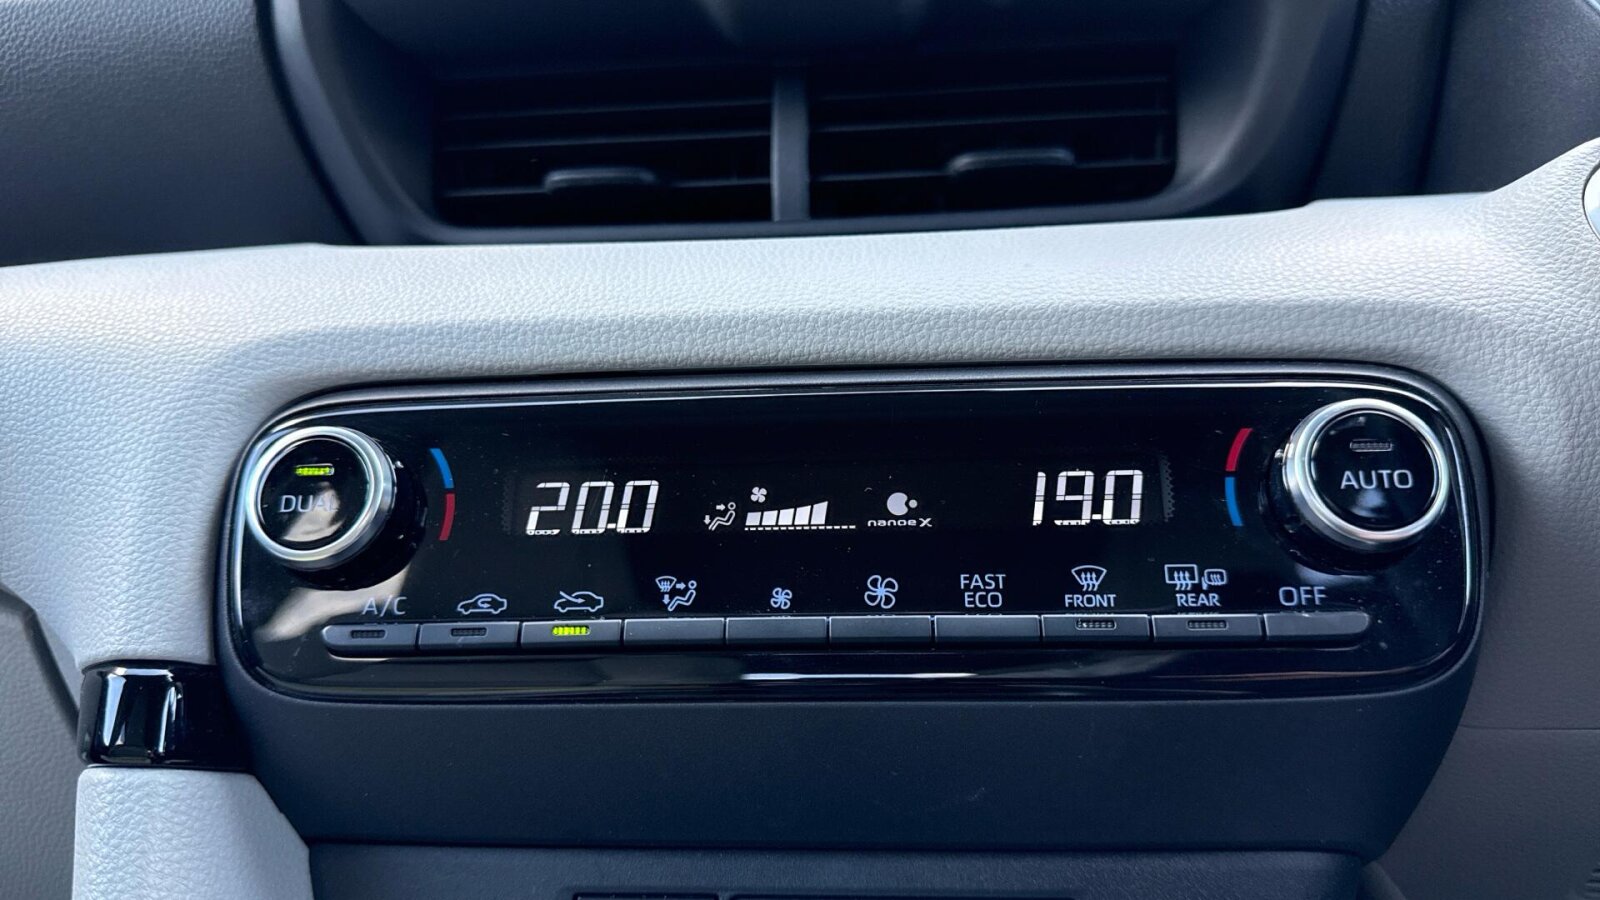 DUAL
20.0
nanoe X
19.0
AUTO
A/C
FAST
ECO
FRONT
REAR
OFF